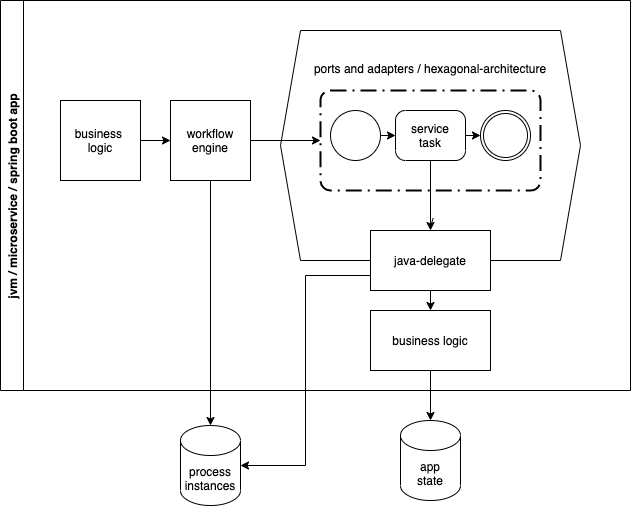 jvm / microservice / spring boot app
ports and adapters / hexagonal-architecture
business
logic
workflow
engine
service
task
java-delegate
business logic
process
instances
app
state